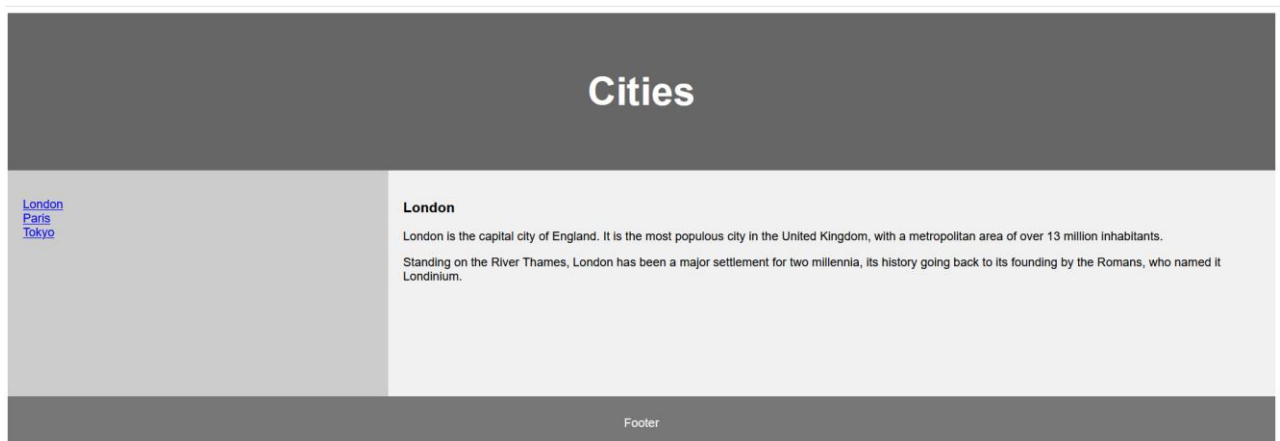 Cities
London
Paris
Tokyo
London
London is the capital city of England. It is the most populous city in the United Kingdom, with a metropolitan area of over 13 million inhabitants.
Standing on the River Thames, London has been a major settlement for two millennia, its history going back to its founding by the Romans, who named it
Londinium.
Footer